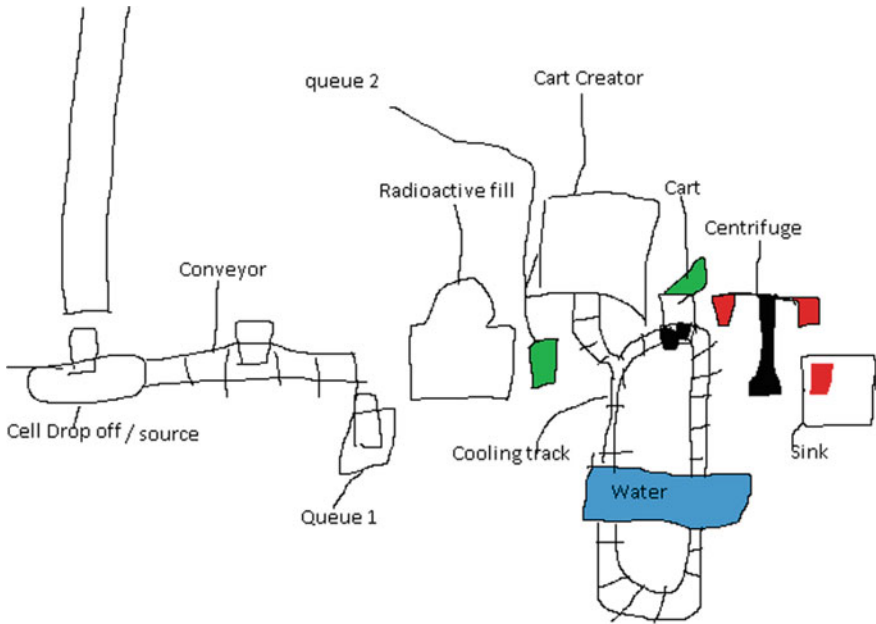 queue 2
Cart Creator
Radioactive fill
Cart
Centrifuge
Conveyor
Cell Drop off / source
Cooling track
Sink
Water
Queue 1